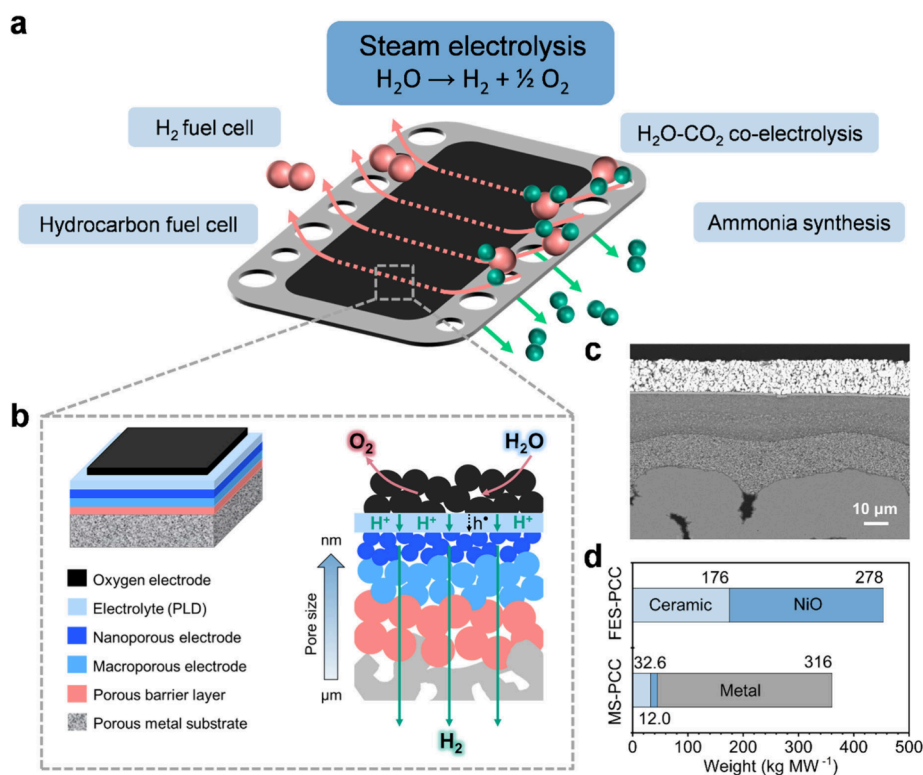 a
Steam electrolysis
H₂O → H₂ + ½ O₂
H₂ fuel cell
H₂O-CO₂ co-electrolysis
Hydrocarbon fuel cell
Ammonia synthesis
b
O₂
H₂O
H⁺
H⁺
h•
H⁺
nm
Pore size
μm
H₂
Oxygen electrode
Electrolyte (PLD)
Nanoporous electrode
Macroporous electrode
Porous barrier layer
Porous metal substrate
c
10 μm
d
176
278
FES-PCC
Ceramic
NiO
32.6
316
MS-PCC
Metal
12.0
0 100 200 300 400 500
Weight (kg MW⁻¹)